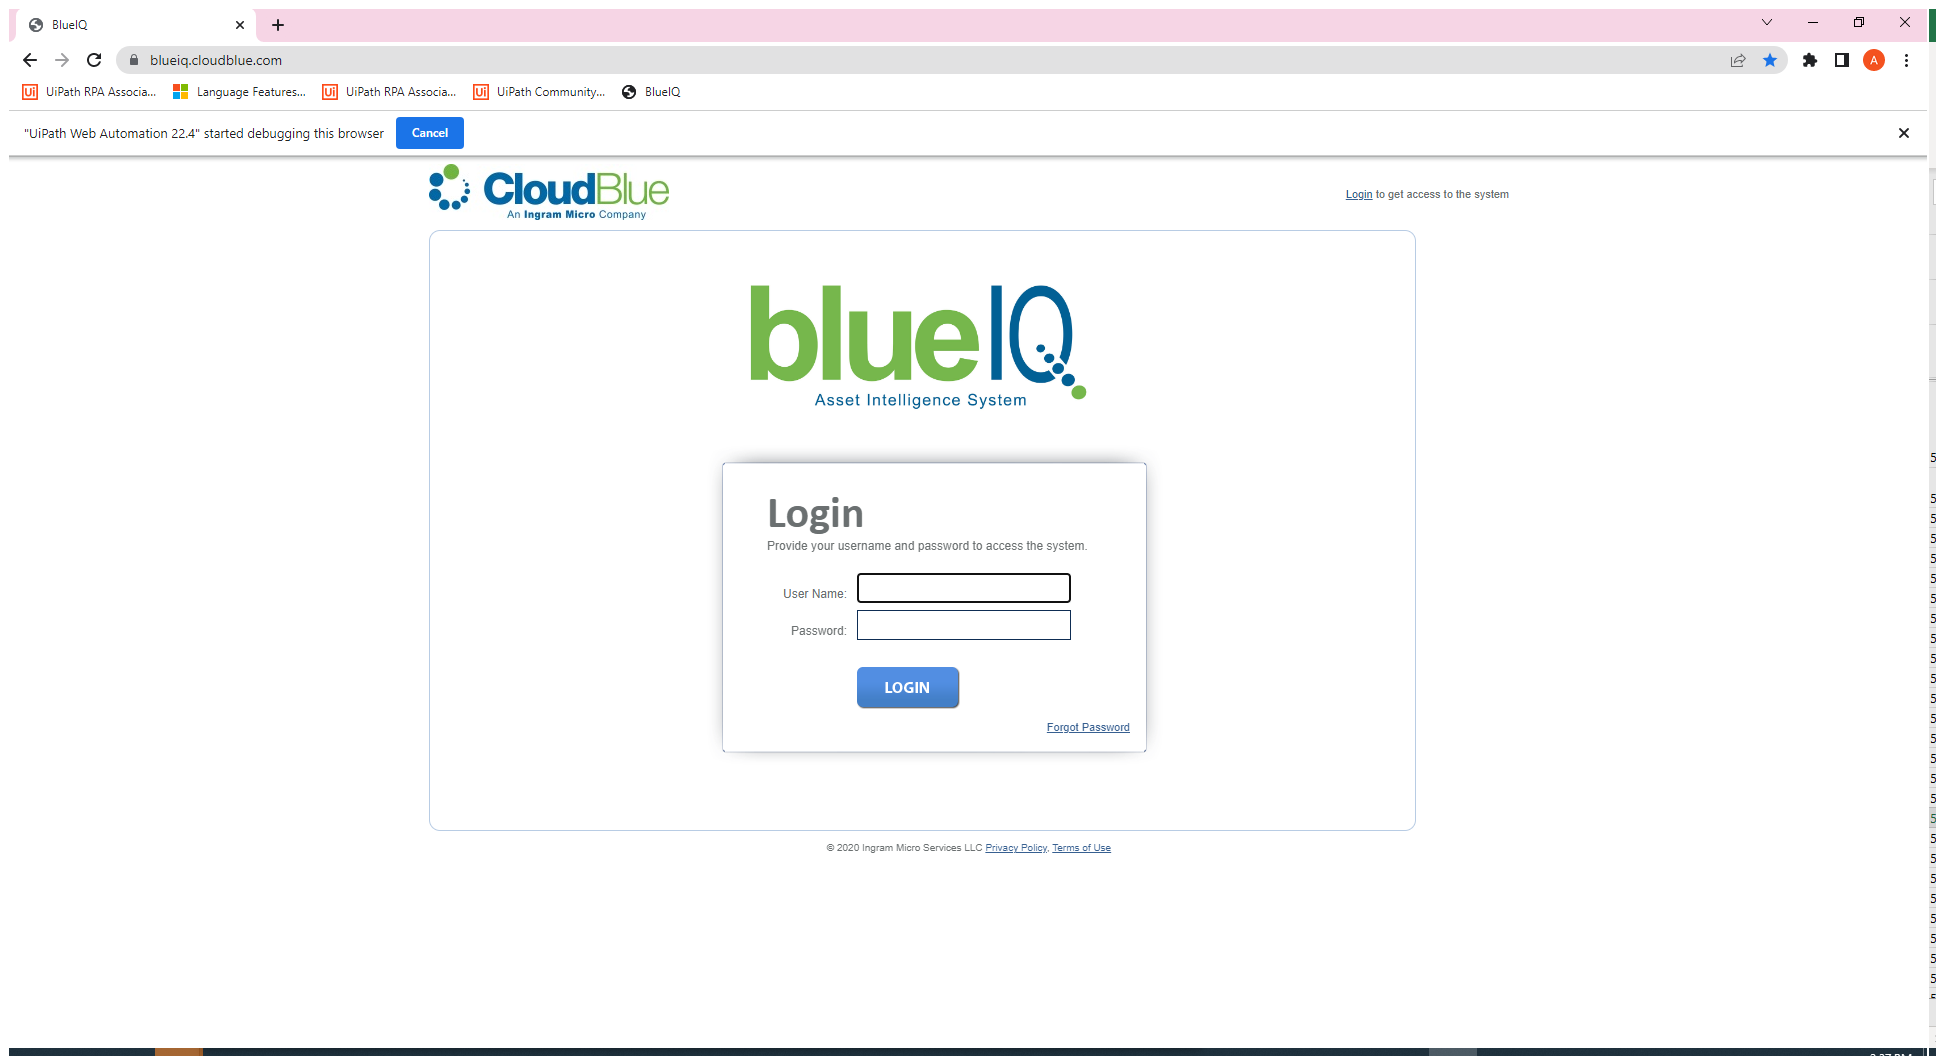 BlueIQ
blueiq.cloudblue.com
A
UiPath RPA Associa... Language Features... UiPath RPA Associa... UiPath Community... BlueIQ
"UiPath Web Automation 22.4" started debugging this browser Cancel
CloudBlue
An Ingram Micro Company
Login to get access to the system
blueIQ
Asset Intelligence System
Login
Provide your username and password to access the system.
User Name:
Password:
LOGIN
Forgot Password
© 2020 Ingram Micro Services LLC Privacy Policy, Terms of Use